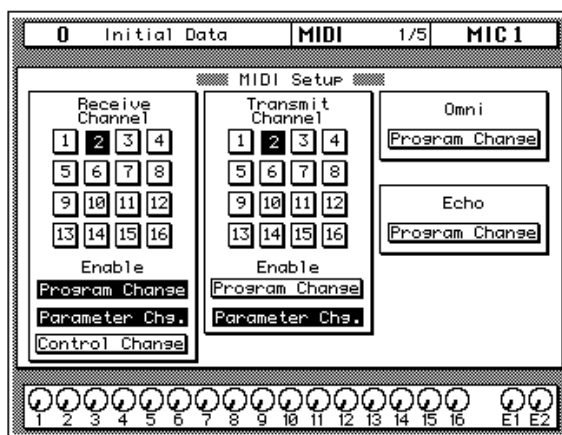 0 Initial Data MIDI 1/5 MIC 1
MIDI Setup
Receive Channel
1 2 3 4
5 6 7 8
9 10 11 12
13 14 15 16
Enable
Program Change
Parameter Chg.
Control Change
Transmit Channel
1 2 3 4
5 6 7 8
9 10 11 12
13 14 15 16
Enable
Program Change
Parameter Chg.
Omni
Program Change
Echo
Program Change
1 2 3 4 5 6 7 8 9 10 11 12 13 14 15 16 E1 E2